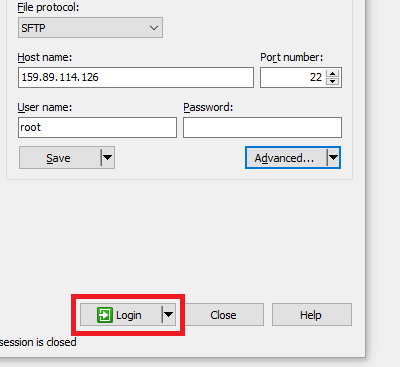 File protocol:
SFTP
Host name: Port number:
159.89.114.126 22
User name: Password:
root
Save Advanced...
Login Close Help
session is closed